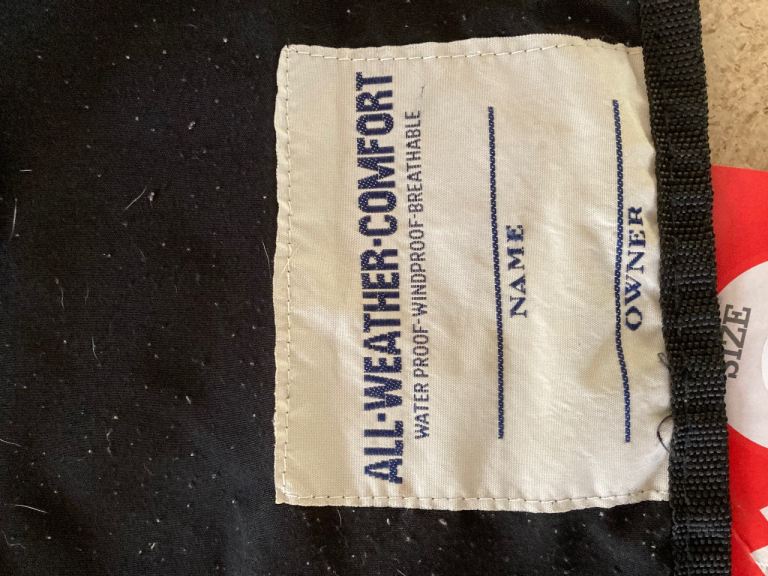 ALL-WEATHER-COMFORT
WATER PROOF-WINDPROOF-BREATHABLE
NAME
OWNER
SIZE